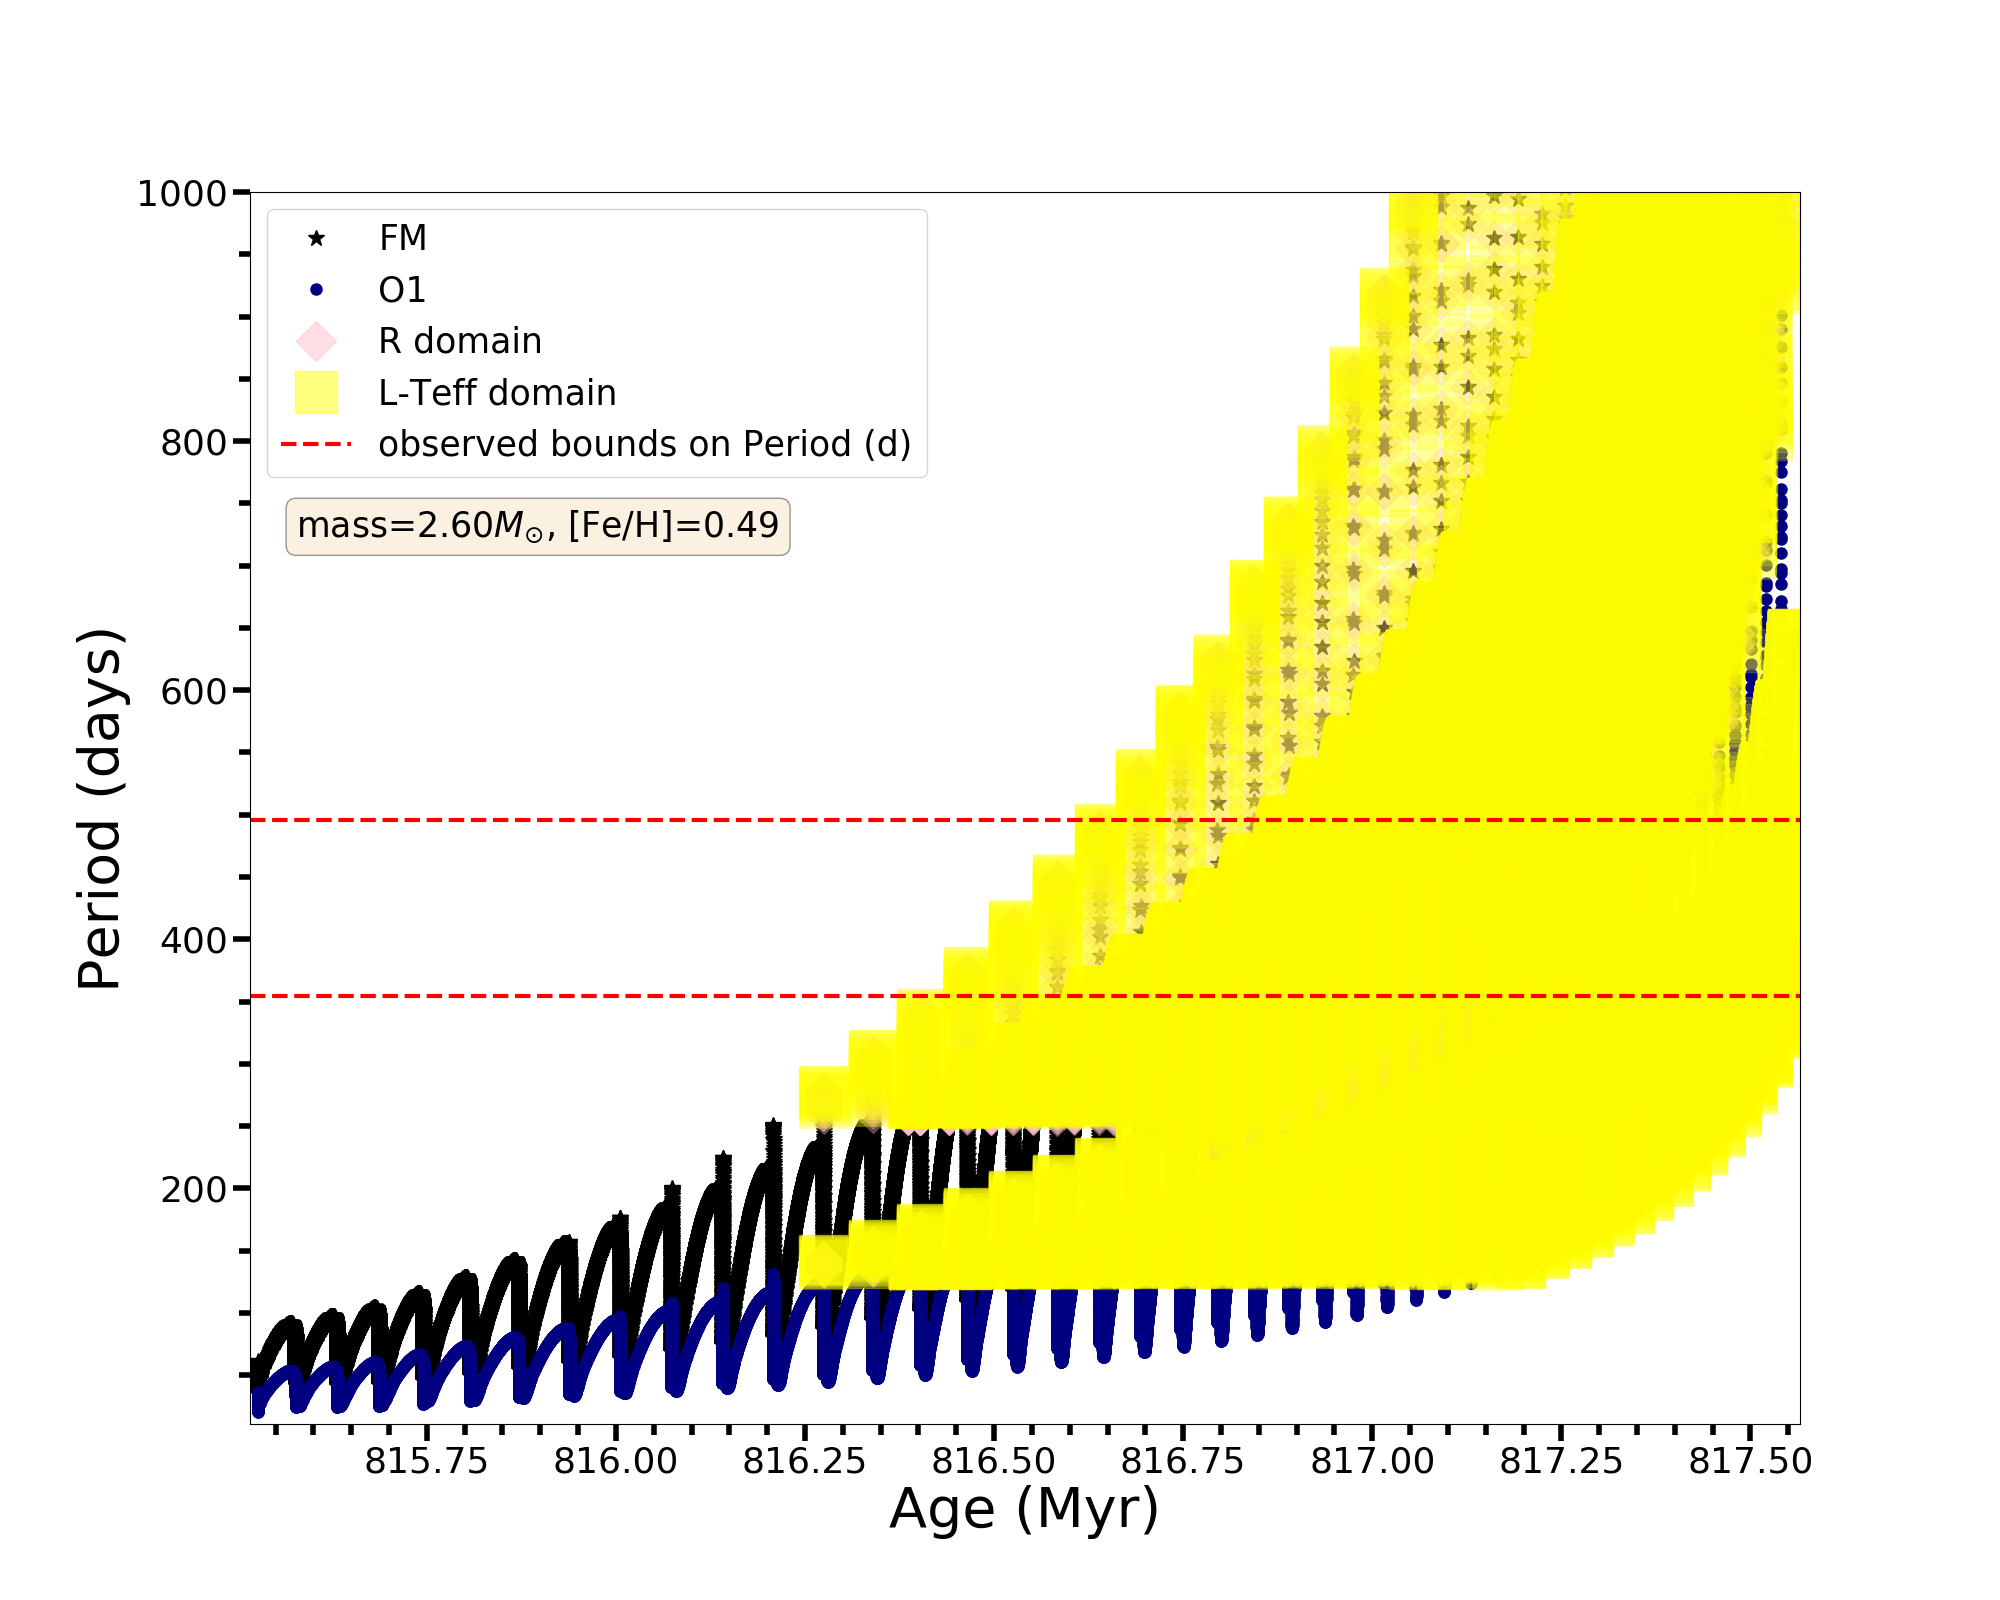 1000
800
600
400
200
Period (days)
FM
O1
R domain
L-Teff domain
observed bounds on Period (d)
mass=2.60M⊙, [Fe/H]=0.49
815.75 816.00 816.25 816.50 816.75 817.00 817.25 817.50
Age (Myr)